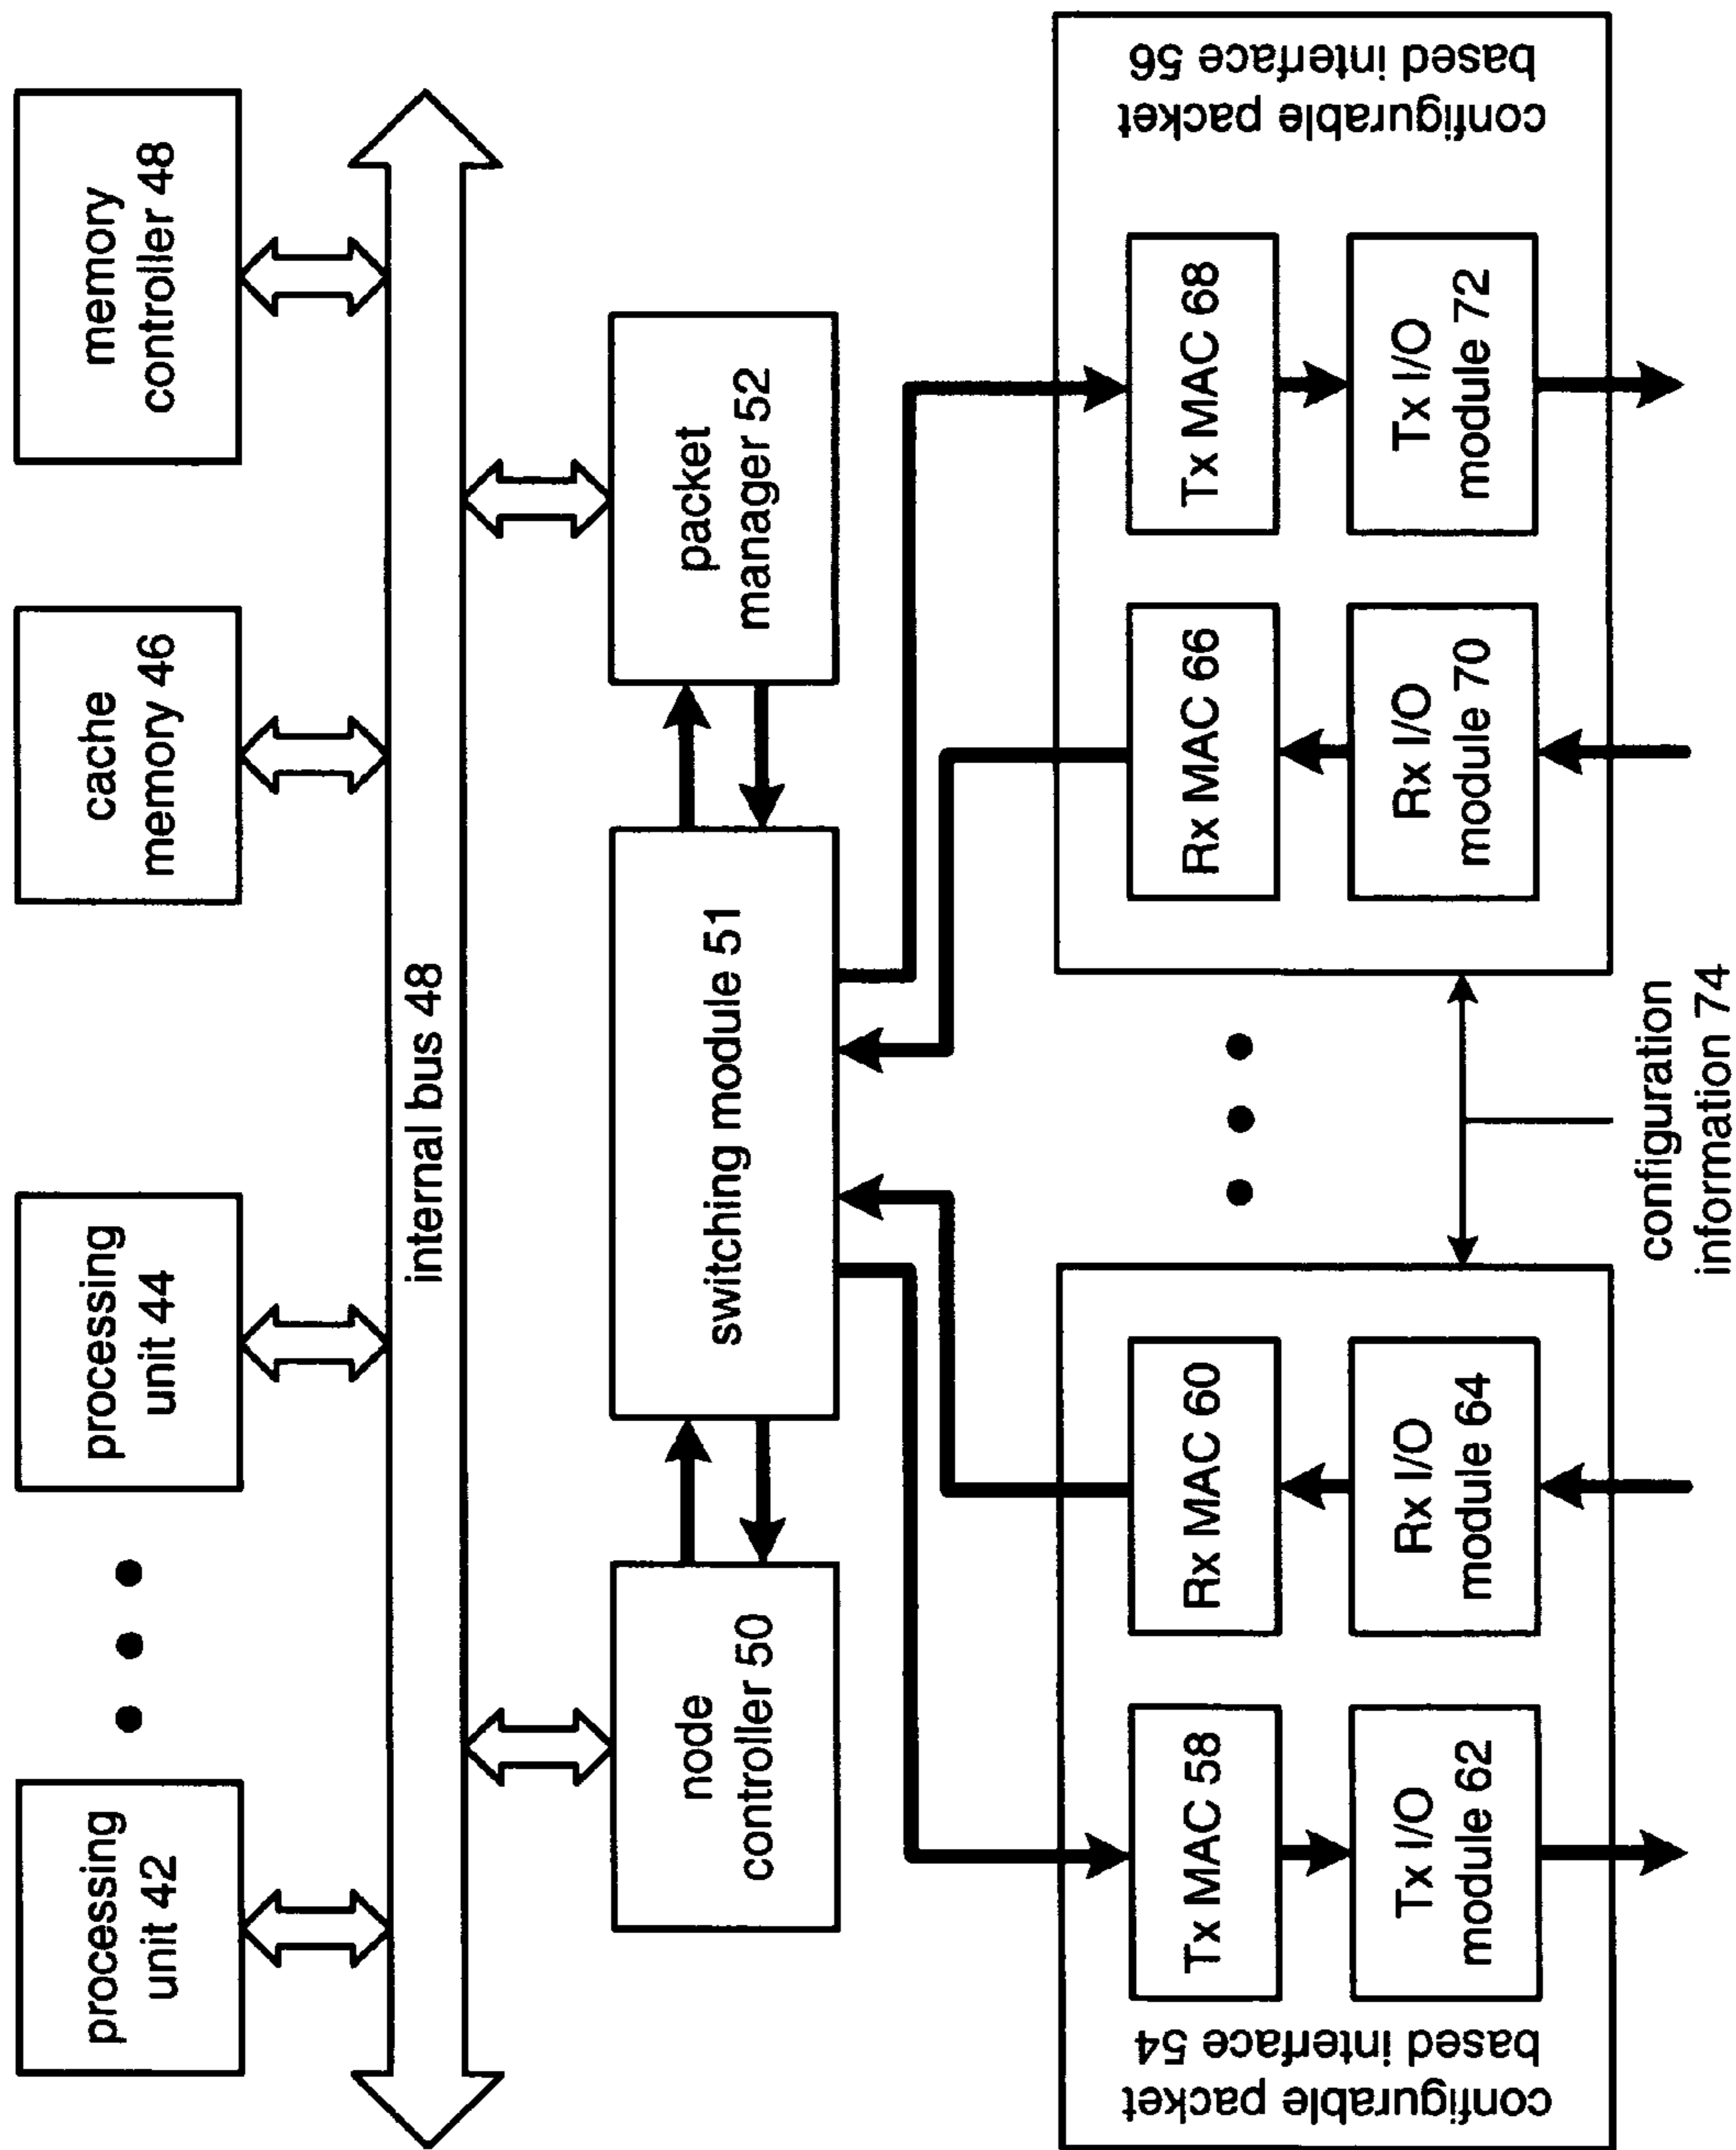 processing
unit 42
processing
unit 44
cache
memory 46
memory
controller 48
internal bus 48
node
controller 50
switching module 51
packet
manager 52
configurable packet
based interface 54
Tx MAC 58
Rx MAC 60
Tx I/O
module 62
Rx I/O
module 64
configurable packet
based interface 56
Rx MAC 66
Tx MAC 68
Rx I/O
module 70
Tx I/O
module 72
configuration
information 74